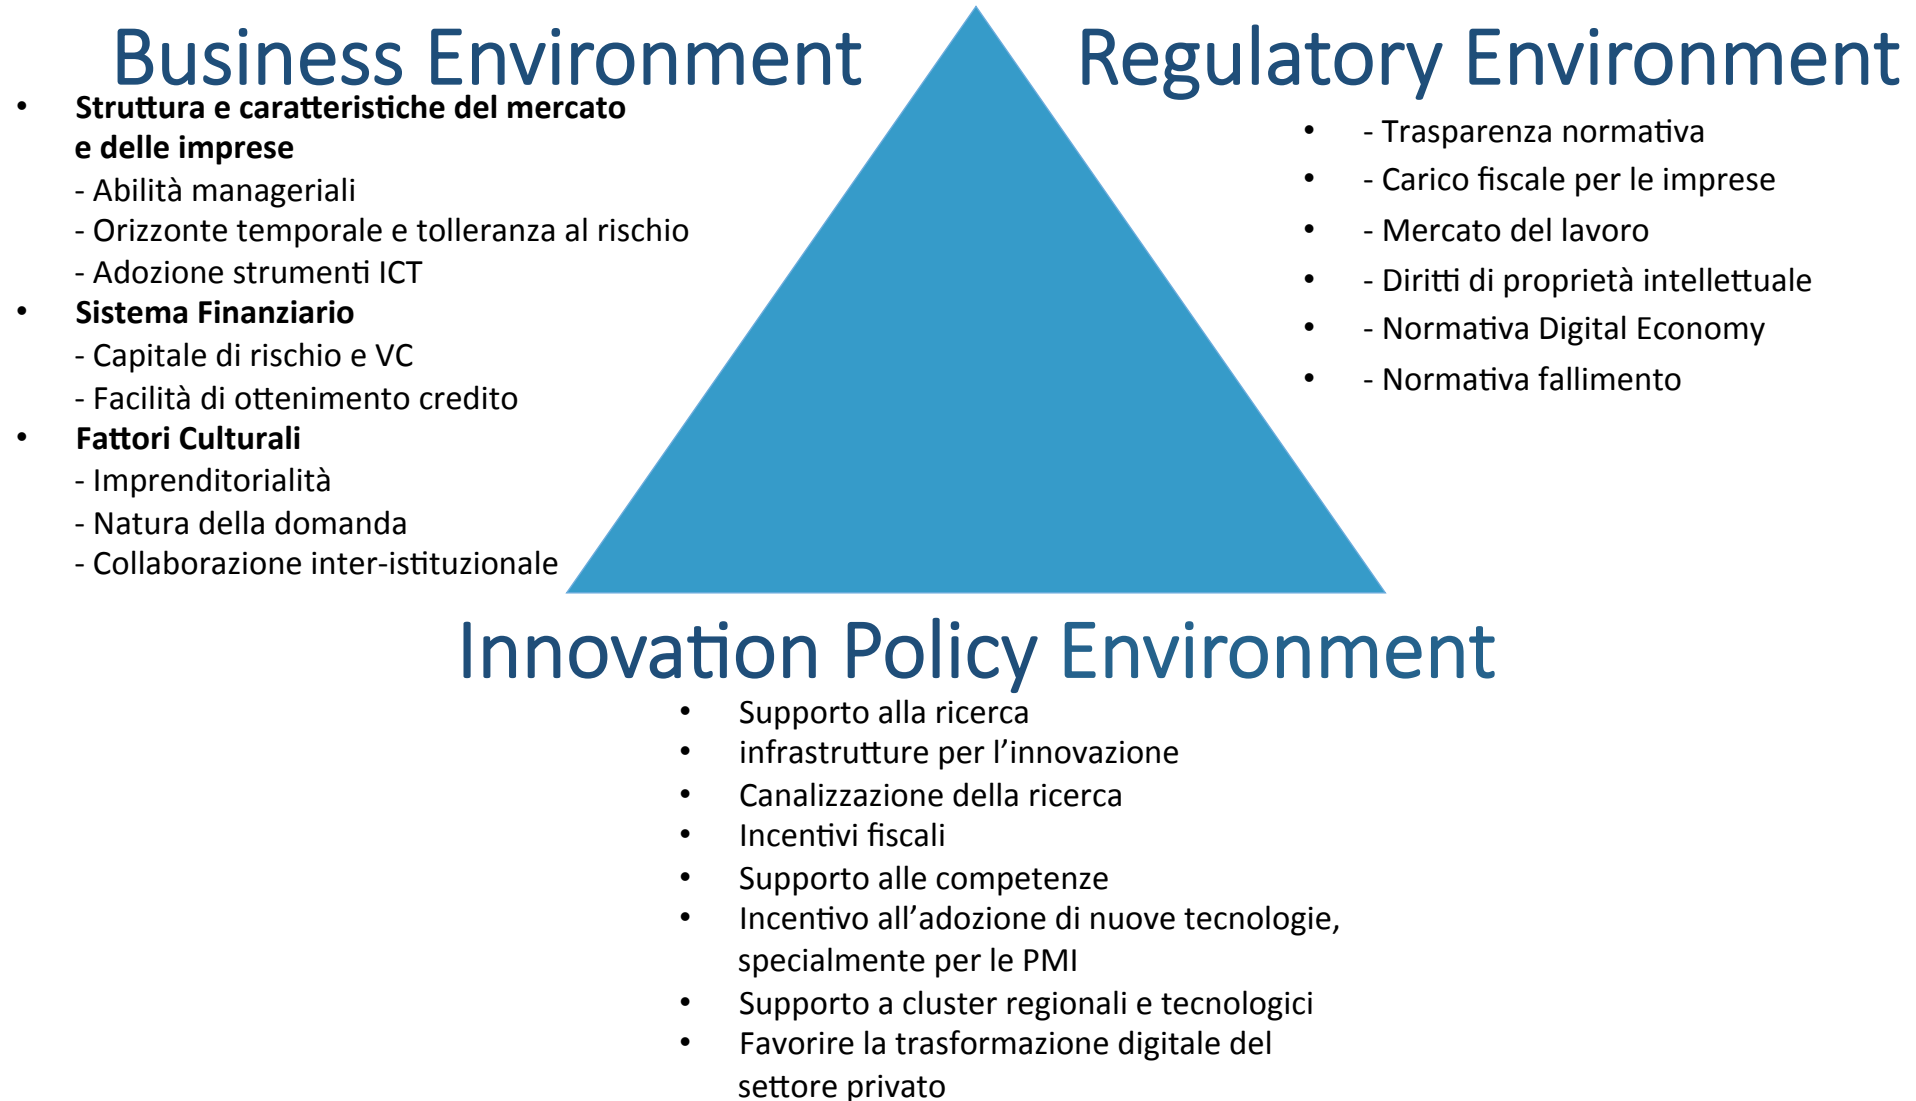 Business Environment
• Struttura e caratteristiche del mercato
e delle imprese
- Abilità manageriali
- Orizzonte temporale e tolleranza al rischio
- Adozione strumenti ICT
• Sistema Finanziario
- Capitale di rischio e VC
- Facilità di ottenimento credito
• Fattori Culturali
- Imprenditorialità
- Natura della domanda
- Collaborazione inter-istituzionale
Regulatory Environment
• - Trasparenza normativa
• - Carico fiscale per le imprese
• - Mercato del lavoro
• - Diritti di proprietà intellettuale
• - Normativa Digital Economy
• - Normativa fallimento
Innovation Policy Environment
• Supporto alla ricerca
• infrastrutture per l’innovazione
• Canalizzazione della ricerca
• Incentivi fiscali
• Supporto alle competenze
• Incentivo all’adozione di nuove tecnologie,
specialmente per le PMI
• Supporto a cluster regionali e tecnologici
• Favorire la trasformazione digitale del
settore privato